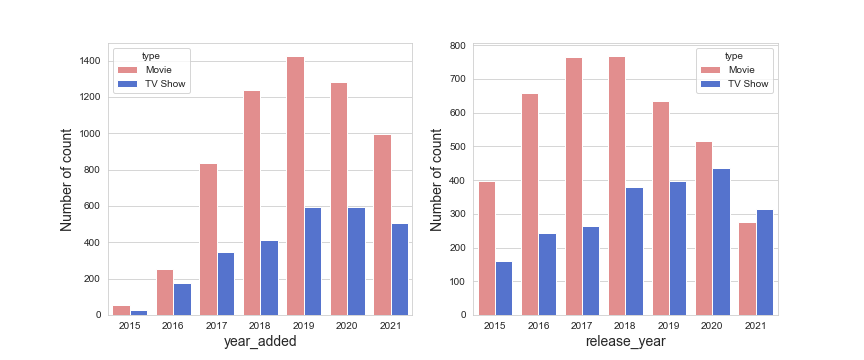 type
Movie
TV Show
1400
1200
1000
800
600
400
200
0
Number of count
2015 2016 2017 2018 2019 2020 2021
year_added
type
Movie
TV Show
800
700
600
500
400
300
200
100
0
Number of count
2015 2016 2017 2018 2019 2020 2021
release_year